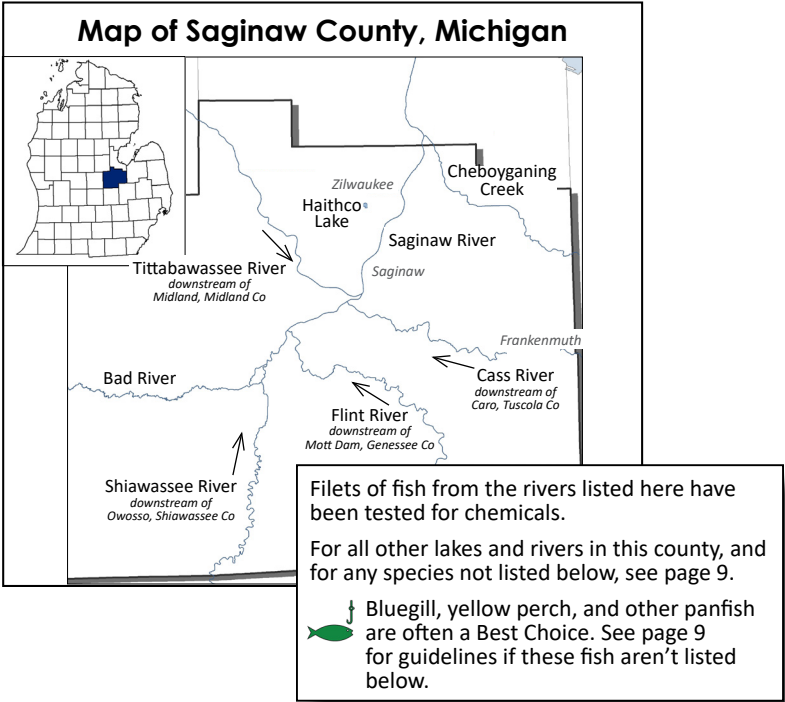 Map of Saginaw County, Michigan
Cheboyganing
Creek
Zilwaukee
Haithco
Lake
Saginaw River
Tittabawassee River
downstream of
Midland, Midland Co
Saginaw
Frankenmuth
Bad River
Cass River
downstream of
Caro, Tuscola Co
Flint River
downstream of
Mott Dam, Genessee Co
Shiawassee River
downstream of
Owosso, Shiawassee Co
Filets of fish from the rivers listed here have
been tested for chemicals.
For all other lakes and rivers in this county, and
for any species not listed below, see page 9.
Bluegill, yellow perch, and other panfish
are often a Best Choice. See page 9
for guidelines if these fish aren't listed
below.